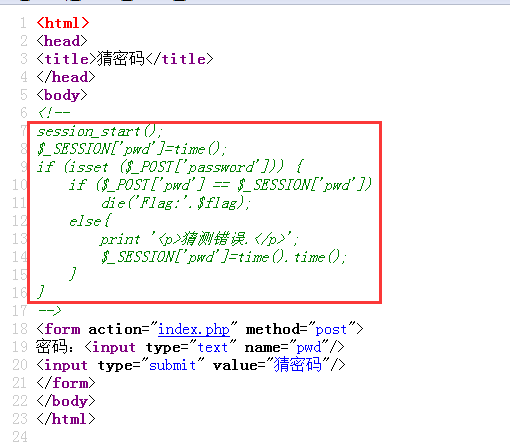 1 <html>
2 <head>
3 <title>猜密码</title>
4 </head>
5 <body>
6 <!--
7 session_start();
8 $_SESSION['pwd']=time();
9 if (isset ($_POST['password'])) {
10 if ($_POST['pwd'] == $_SESSION['pwd'])
11 die('Flag:'.$flag);
12 else{
13 print '<p>猜测错误.</p>';
14 $_SESSION['pwd']=time().time();
15 }
16 }
17 -->
18 <form action="index.php" method="post">
19 密码：<input type="text" name="pwd"/>
20 <input type="submit" value="猜密码"/>
21 </form>
22 </body>
23 </html>
24